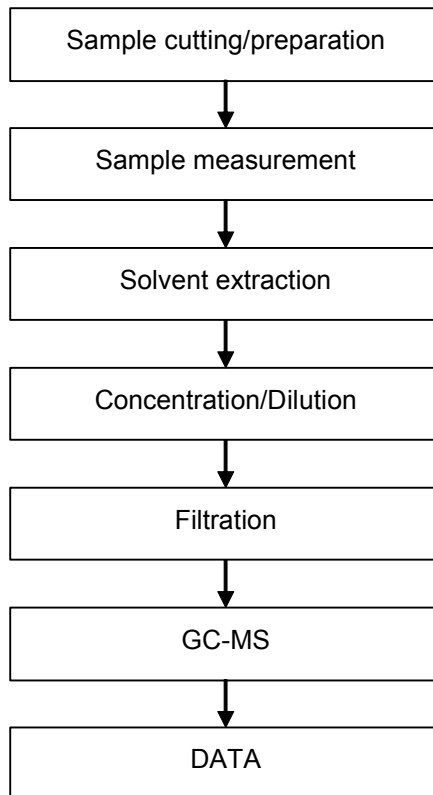 Sample cutting/preparation
Sample measurement
Solvent extraction
Concentration/Dilution
Filtration
GC-MS
DATA